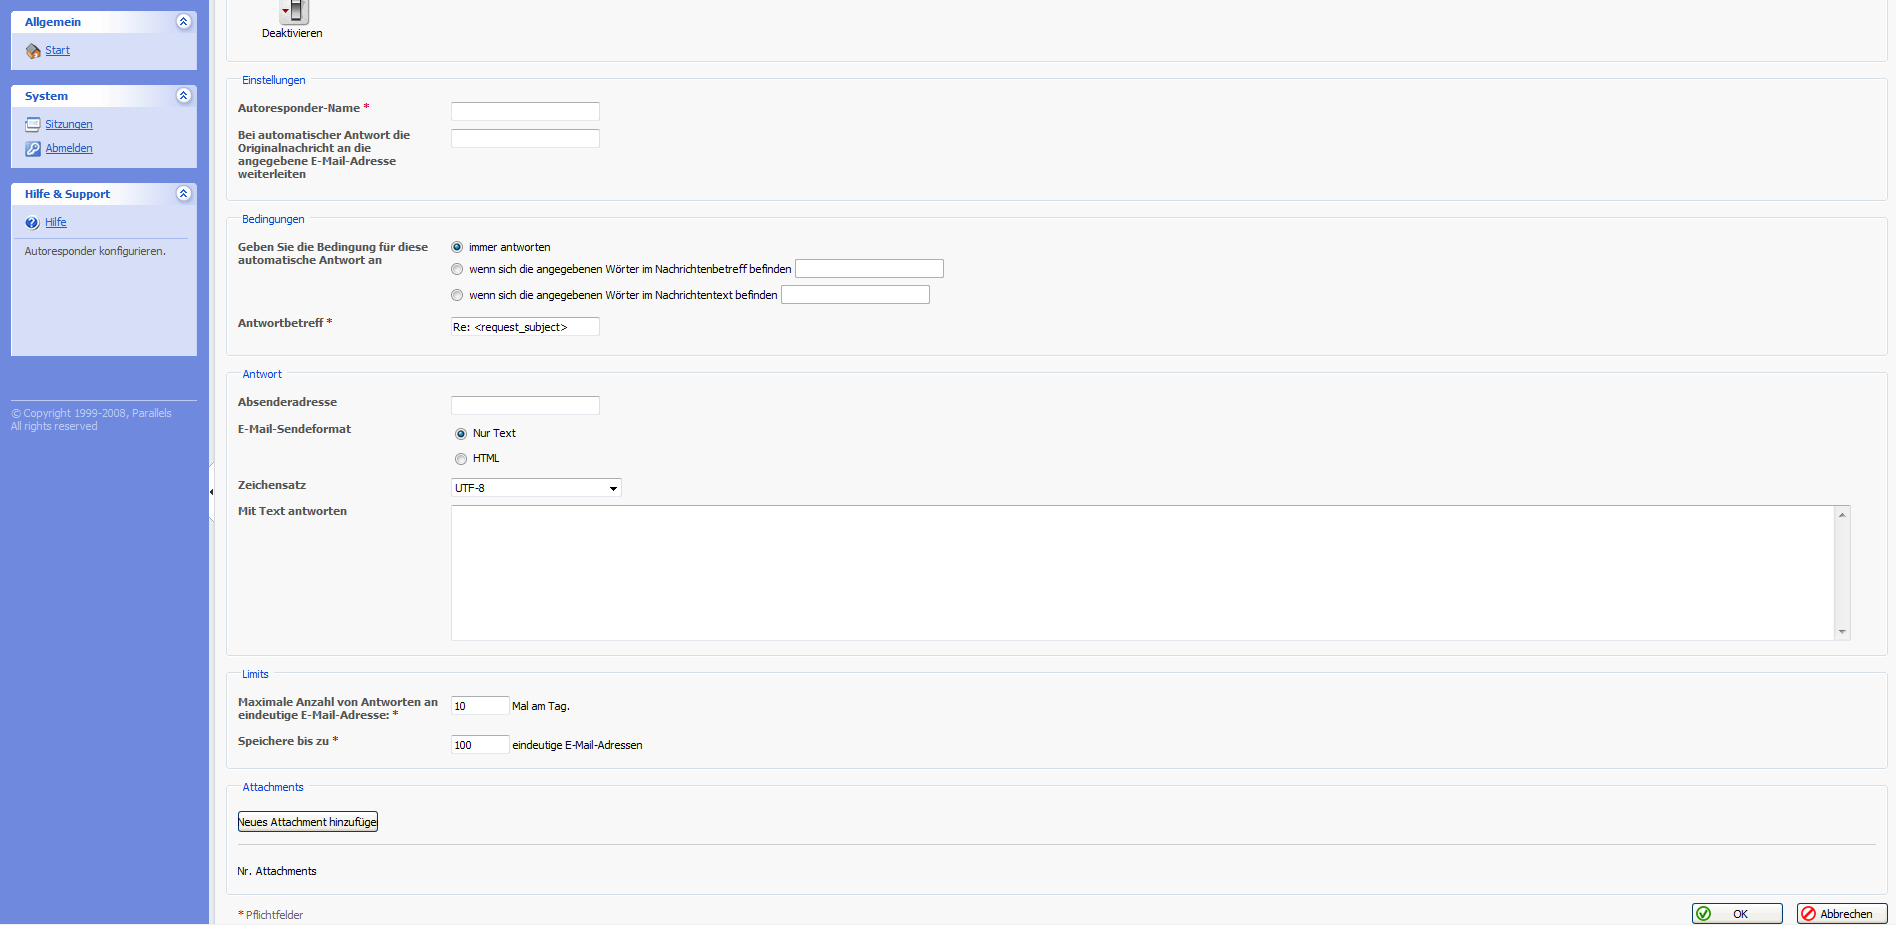 Allgemein
Start
System
Sitzungen
Abmelden
Hilfe & Support
Hilfe
Autoresponder konfigurieren.
© Copyright 1999-2008, Parallels
All rights reserved
Deaktivieren
Einstellungen
Autoresponder-Name *
Bei automatischer Antwort die
Originalnachricht an die
angegebene E-Mail-Adresse
weiterleiten
Bedingungen
Geben Sie die Bedingung für diese
automatische Antwort an
immer antworten
wenn sich die angegebenen Wörter im Nachrichtenbetreff befinden
wenn sich die angegebenen Wörter im Nachrichtentext befinden
Antwortbetreff *
Re: <request_subject>
Antwort
Absenderadresse
E-Mail-Sendeformat
Nur Text
HTML
Zeichensatz
UTF-8
Mit Text antworten
Limits
Maximale Anzahl von Antworten an
eindeutige E-Mail-Adresse: *
10 Mal am Tag.
Speichere bis zu *
100 eindeutige E-Mail-Adressen
Attachments
Neues Attachment hinzufüge
Nr. Attachments
* Pflichtfelder
OK
Abbrechen